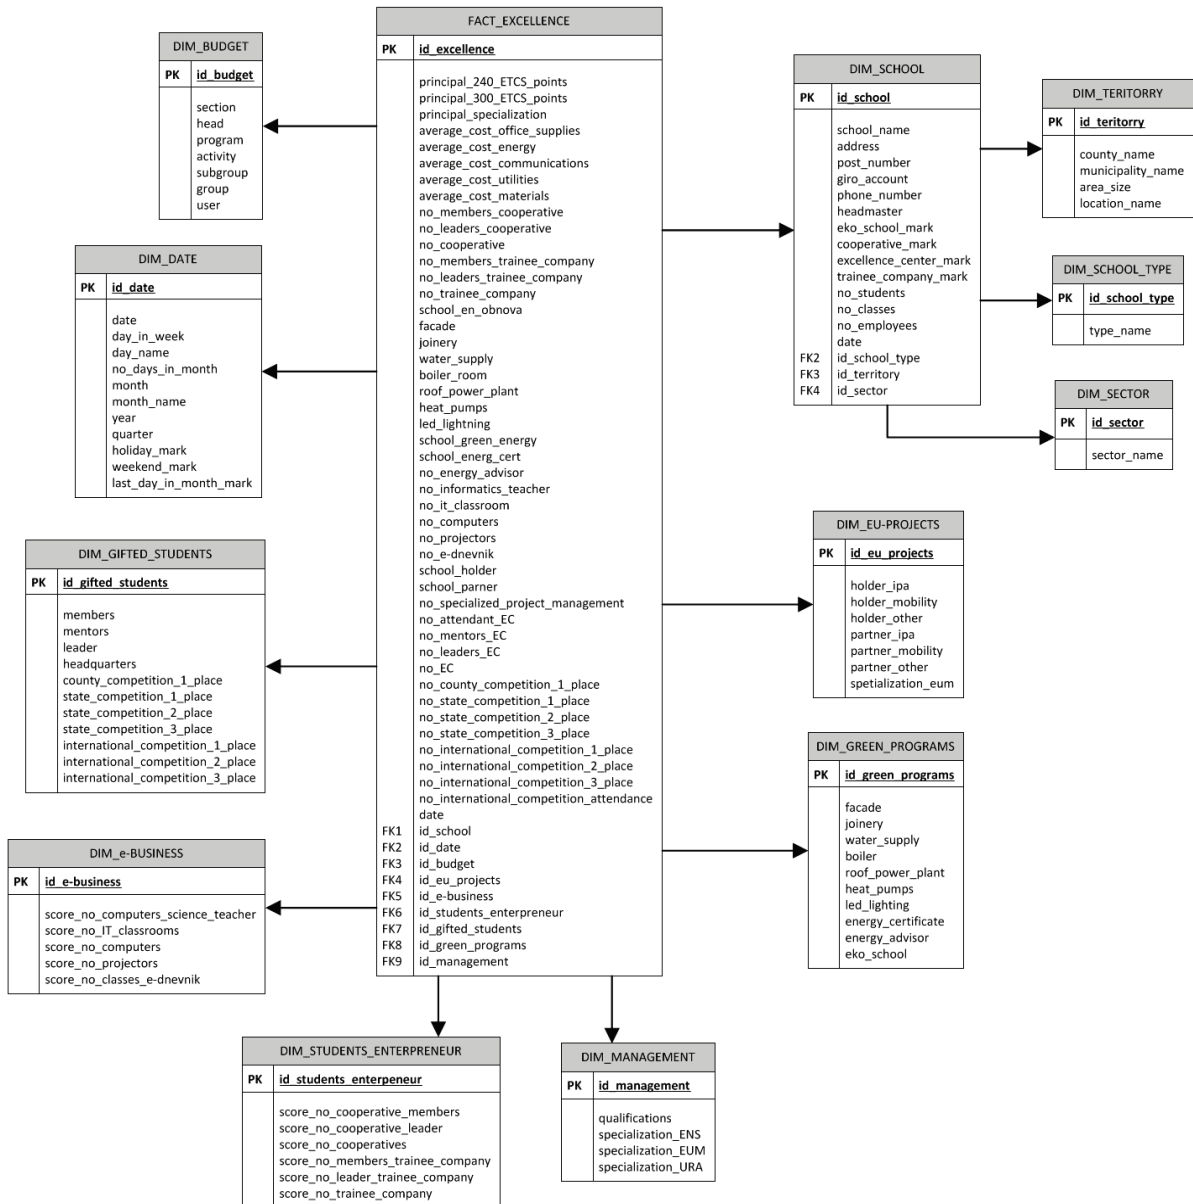 FACT_EXCELLENCE
PK id_excellence
principal_240_ETCS_points
principal_300_ETCS_points
principal_specialization
average_cost_office_supplies
average_cost_energy
average_cost_communications
average_cost_utilities
average_cost_materials
no_members_cooperative
no_leaders_cooperative
no_cooperative
no_members_trainee_company
no_leaders_trainee_company
no_trainee_company
school_en_obnova
facade
joinery
water_supply
boiler_room
roof_power_plant
heat_pumps
led_lightning
school_green_energy
school_energ_cert
no_energy_advisor
no_informatics_teacher
no_it_classroom
no_computers
no_projectors
no_e-dnevnik
school_holder
school_parner
no_specialized_project_management
no_attendant_EC
no_mentors_EC
no_leaders_EC
no_EC
no_county_competition_1_place
no_state_competition_1_place
no_state_competition_2_place
no_state_competition_3_place
no_international_competition_1_place
no_international_competition_2_place
no_international_competition_3_place
no_international_competition_attendance
date
FK1 id_school
FK2 id_date
FK3 id_budget
FK4 id_eu_projects
FK5 id_e-business
FK6 id_students_enterpreneur
FK7 id_gifted_students
FK8 id_green_programs
FK9 id_management
DIM_BUDGET
PK id_budget
section
head
program
activity
subgroup
group
user
DIM_DATE
PK id_date
date
day_in_week
day_name
no_days_in_month
month
month_name
year
quarter
holiday_mark
weekend_mark
last_day_in_month_mark
DIM_GIFTED_STUDENTS
PK id_gifted_students
members
mentors
leader
headquarters
county_competition_1_place
state_competition_1_place
state_competition_2_place
state_competition_3_place
international_competition_1_place
international_competition_2_place
international_competition_3_place
DIM_e-BUSINESS
PK id_e-business
score_no_computers_science_teacher
score_no_IT_classrooms
score_no_computers
score_no_projectors
score_no_classes_e-dnevnik
DIM_STUDENTS_ENTERPRENEUR
PK id_students_enterpeneur
score_no_cooperative_members
score_no_cooperative_leader
score_no_cooperatives
score_no_members_trainee_company
score_no_leader_trainee_company
score_no_trainee_company
DIM_MANAGEMENT
PK id_management
qualifications
specialization_ENS
specialization_EUM
specialization_URA
DIM_SCHOOL
PK id_school
school_name
address
post_number
giro_account
phone_number
headmaster
eko_school_mark
cooperative_mark
excellence_center_mark
trainee_company_mark
no_students
no_classes
no_employees
date
FK2 id_school_type
FK3 id_territory
FK4 id_sector
DIM_TERITORRY
PK id_teritorry
county_name
municipality_name
area_size
location_name
DIM_SCHOOL_TYPE
PK id_school_type
type_name
DIM_SECTOR
PK id_sector
sector_name
DIM_EU-PROJECTS
PK id_eu_projects
holder_ipa
holder_mobility
holder_other
partner_ipa
partner_mobility
partner_other
spetialization_eum
DIM_GREEN_PROGRAMS
PK id_green_programs
facade
joinery
water_supply
boiler
roof_power_plant
heat_pumps
led_lighting
energy_certificate
energy_advisor
eko_school